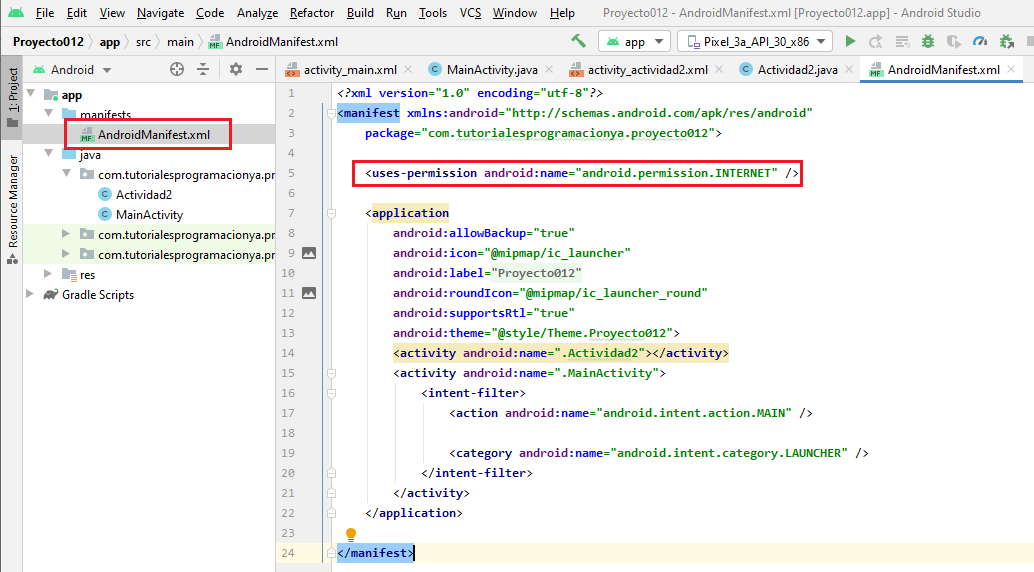 File Edit View Navigate Code Analyze Refactor Build Run Tools VCS Window Help Proyecto012 - AndroidManifest.xml [Proyecto012.app] - Android Studio
Proyecto012 app src main AndroidManifest.xml app Pixel_3a_API_30_x86
Android activity_main.xml MainActivity.java activity_actividad2.xml Actividad2.java AndroidManifest.xml
1: Project
Resource Manager
app
manifests
AndroidManifest.xml
java
com.tutorialesprogramacionya.pr
Actividad2
MainActivity
com.tutorialesprogramacionya.pr
com.tutorialesprogramacionya.pr
res
Gradle Scripts
1 <?xml version="1.0" encoding="utf-8"?>
2 <manifest xmlns:android="http://schemas.android.com/apk/res/android"
3 package="com.tutorialesprogramacionya.proyecto012">
4
5 <uses-permission android:name="android.permission.INTERNET" />
6
7 <application
8 android:allowBackup="true"
9 android:icon="@mipmap/ic_launcher"
10 android:label="Proyecto012"
11 android:roundIcon="@mipmap/ic_launcher_round"
12 android:supportsRtl="true"
13 android:theme="@style/Theme.Proyecto012">
14 <activity android:name=".Actividad2"></activity>
15 <activity android:name=".MainActivity">
16 <intent-filter>
17 <action android:name="android.intent.action.MAIN" />
18
19 <category android:name="android.intent.category.LAUNCHER" />
20 </intent-filter>
21 </activity>
22 </application>
23
24 </manifest>